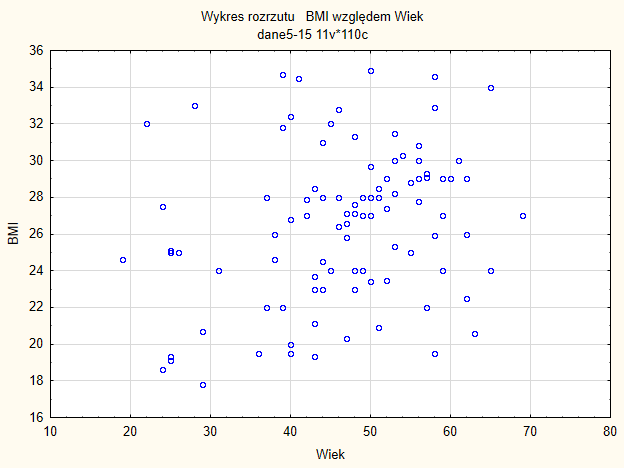 Wykres rozrzutu   BMI względem Wiek
dane5-15 11v*110c
36
34
32
30
28
26
24
22
20
18
16
BMI
10 20 30 40 50 60 70 80
Wiek